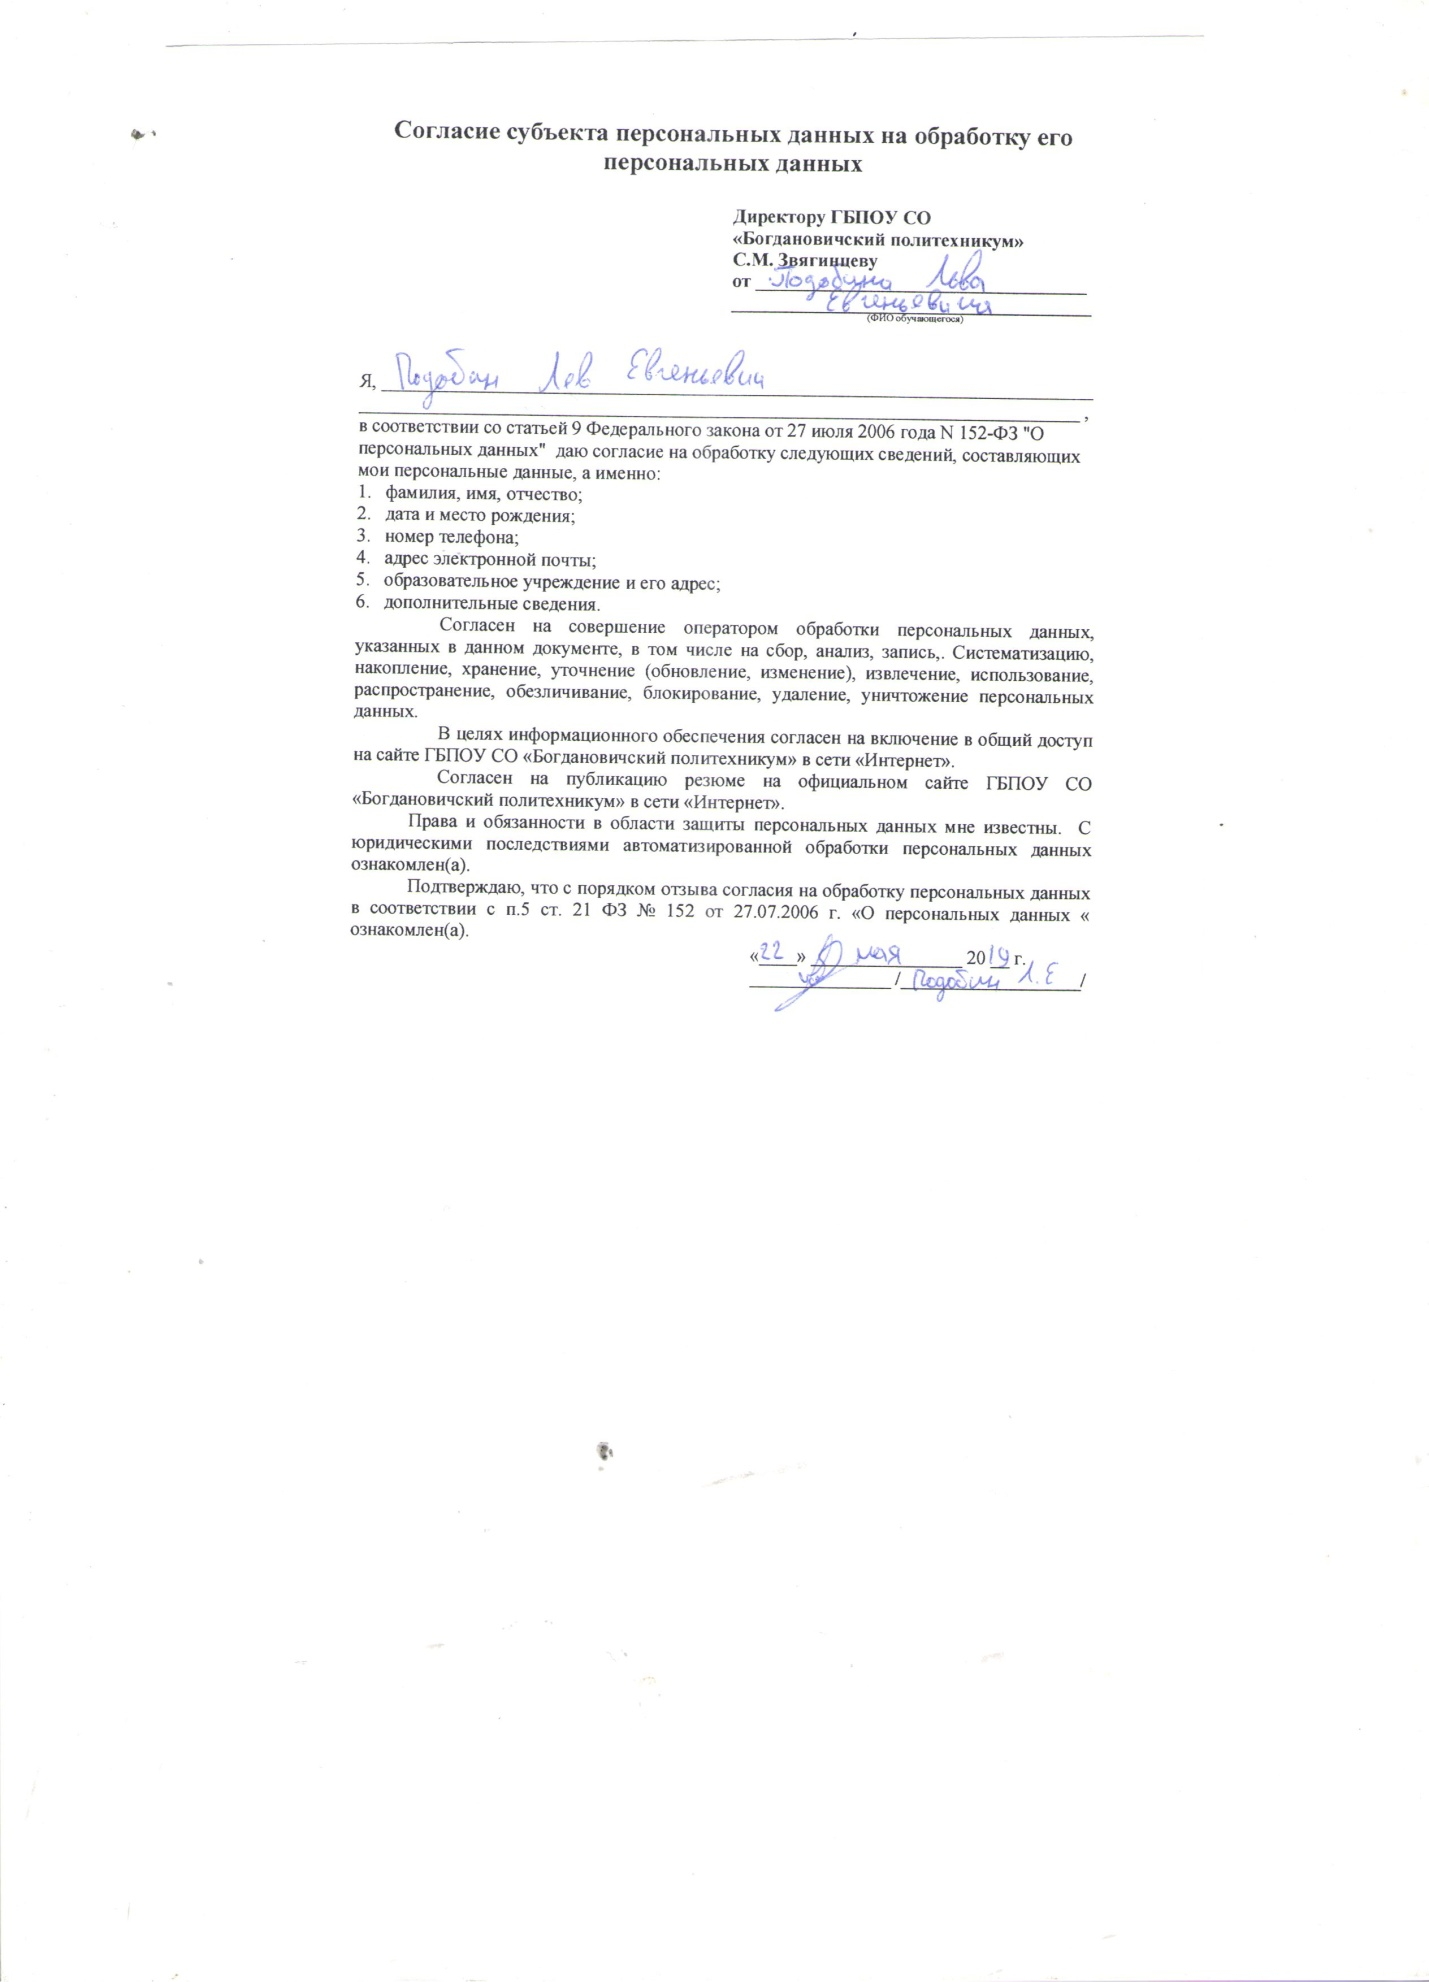 Согласие субъекта персональных данных на обработку его
персональных данных
Директору ГБПОУ СО
«Богдановичский политехникум»
С.М. Звягинцеву
от Подобина Льва
Евгеньевича
(ФИО обучающегося)
Я, Подобин Лев Евгеньевич
,
в соответствии со статьей 9 Федерального закона от 27 июля 2006 года N 152-ФЗ "О
персональных данных" даю согласие на обработку следующих сведений, составляющих
мои персональные данные, а именно:
1. фамилия, имя, отчество;
2. дата и место рождения;
3. номер телефона;
4. адрес электронной почты;
5. образовательное учреждение и его адрес;
6. дополнительные сведения.
Согласен на совершение оператором обработки персональных данных,
указанных в данном документе, в том числе на сбор, анализ, запись,. Систематизацию,
накопление, хранение, уточнение (обновление, изменение), извлечение, использование,
распространение, обезличивание, блокирование, удаление, уничтожение персональных
данных.
В целях информационного обеспечения согласен на включение в общий доступ
на сайте ГБПОУ СО «Богдановичский политехникум» в сети «Интернет».
Согласен на публикацию резюме на официальном сайте ГБПОУ СО
«Богдановичский политехникум» в сети «Интернет».
Права и обязанности в области защиты персональных данных мне известны. С
юридическими последствиями автоматизированной обработки персональных данных
ознакомлен(а).
Подтверждаю, что с порядком отзыва согласия на обработку персональных данных
в соответствии с п.5 ст. 21 ФЗ № 152 от 27.07.2006 г. «О персональных данных «
ознакомлен(а).
«22» мая 2019 г.
/ Подобин Л.Е /